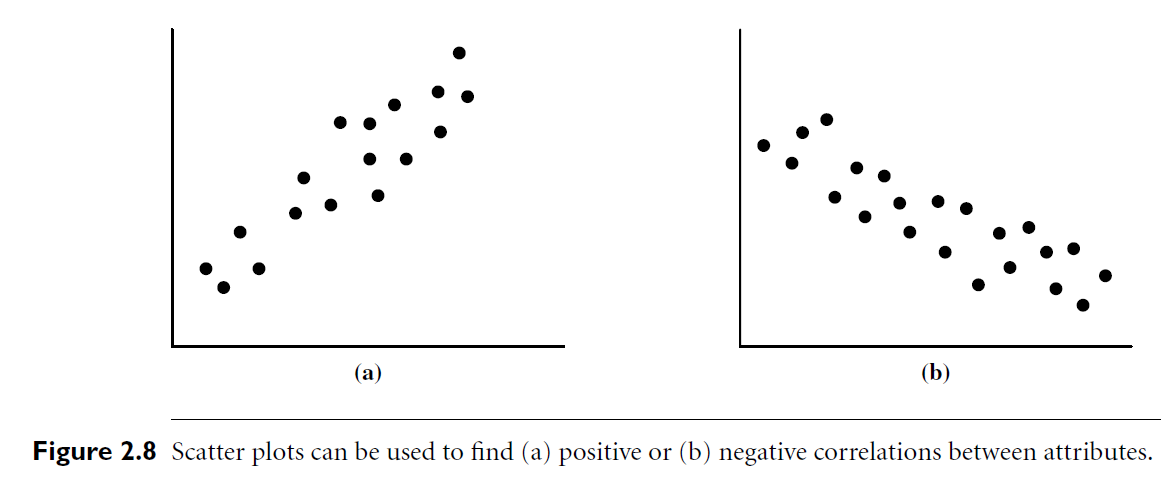 (a)
(b)
Figure 2.8 Scatter plots can be used to find (a) positive or (b) negative correlations between attributes.